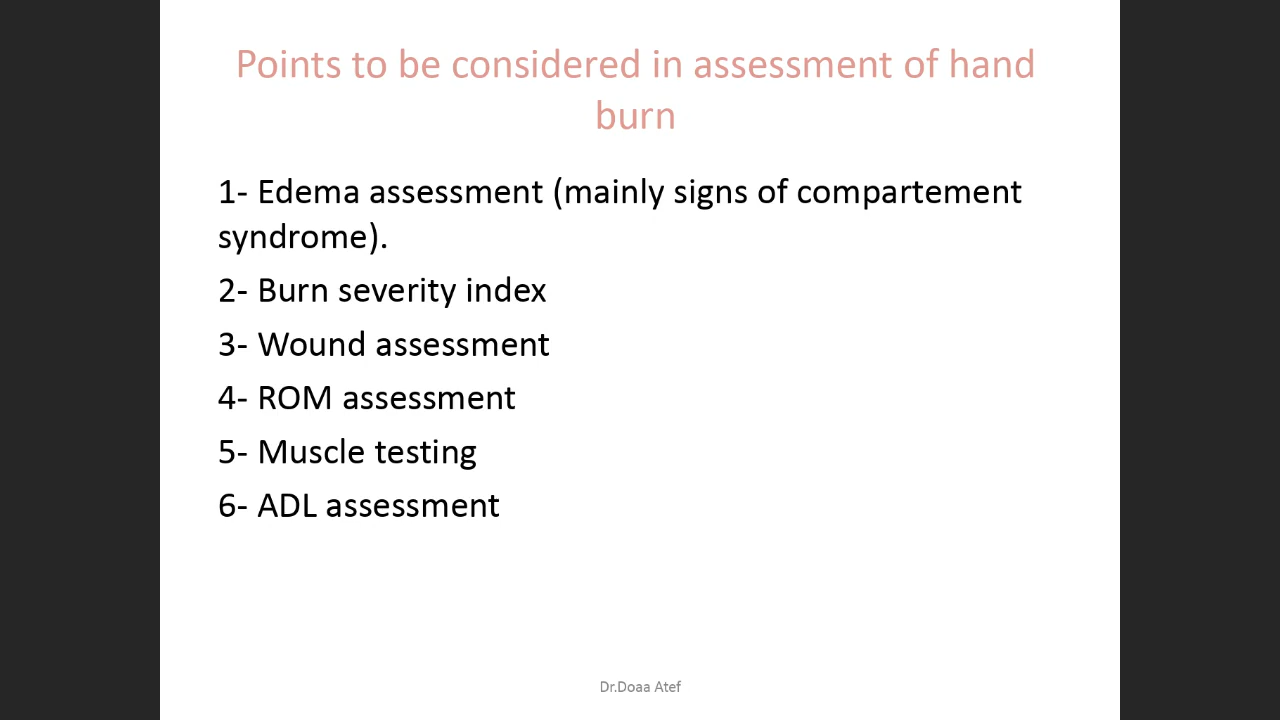 Points to be considered in assessment of hand
burn
1- Edema assessment (mainly signs of compartement
syndrome).
2- Burn severity index
3- Wound assessment
4- ROM assessment
5- Muscle testing
6- ADL assessment
Dr.Doaa Atef